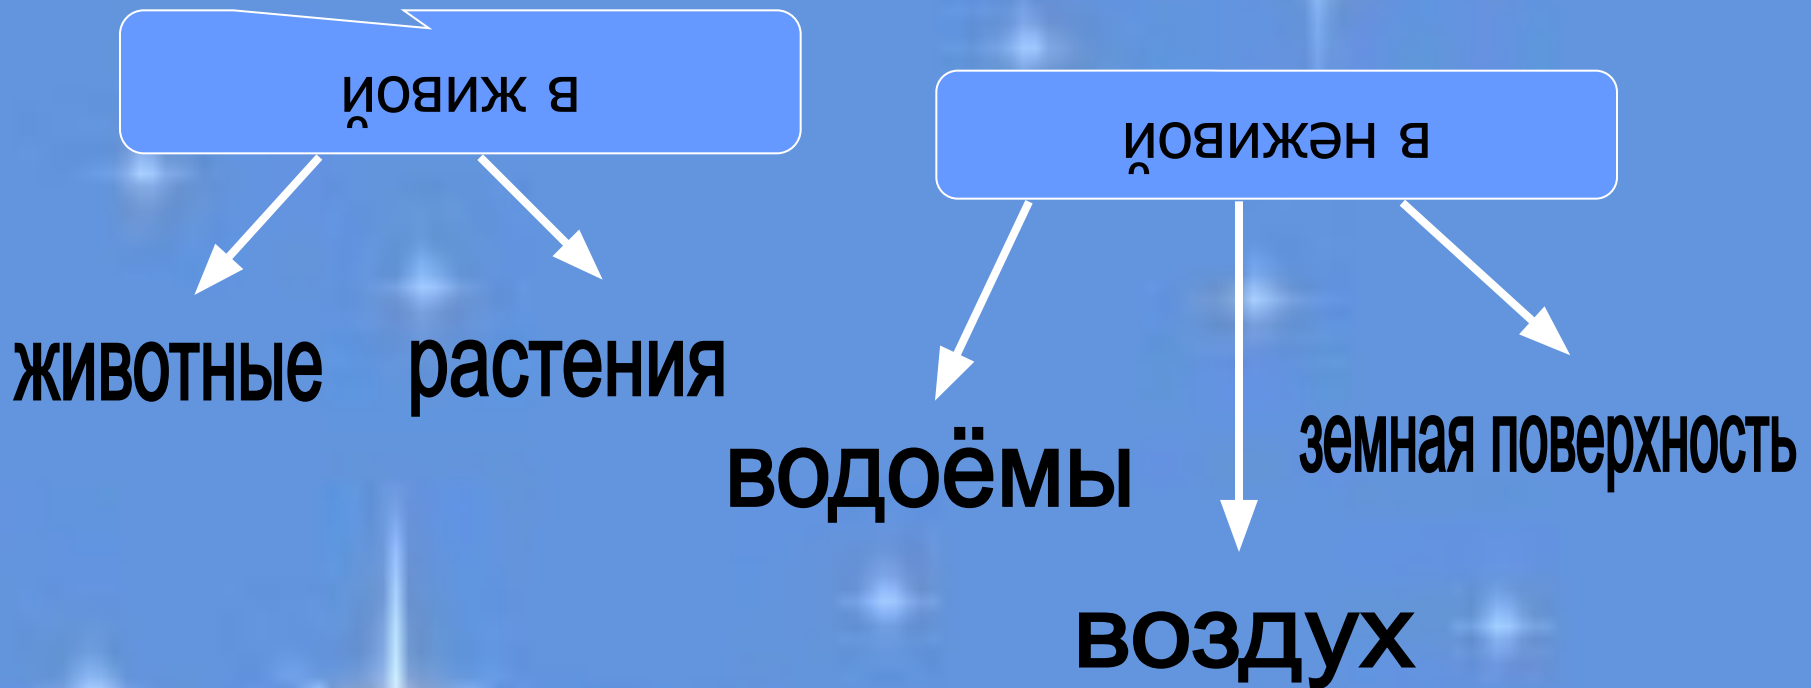 в живой
в неживой
животные
растения
водоёмы
земная поверхность
воздух